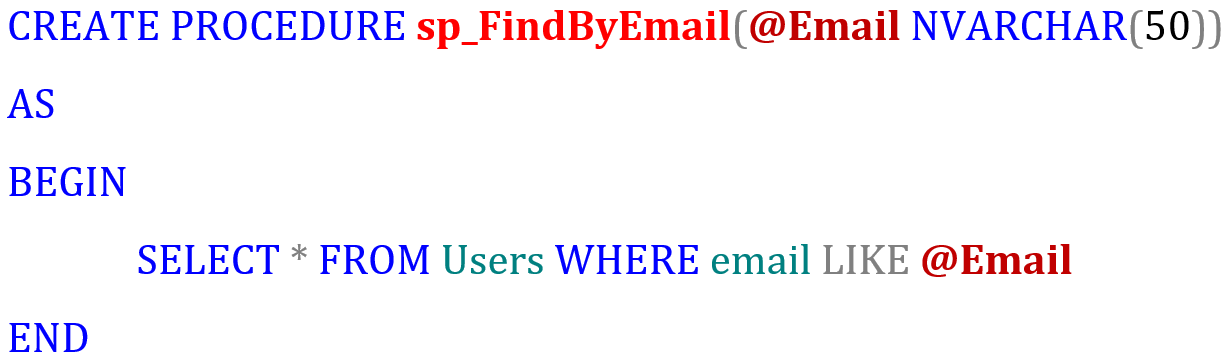 CREATE PROCEDURE sp_FindByEmail(@Email NVARCHAR(50))
AS
BEGIN
SELECT * FROM Users WHERE email LIKE @Email
END